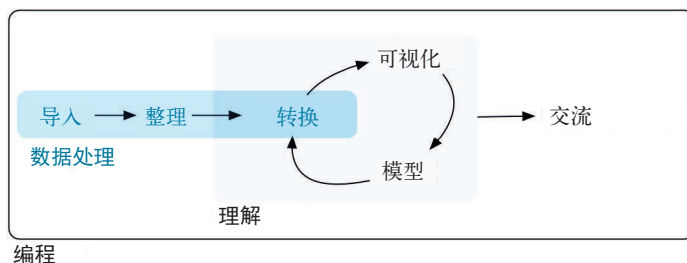 可视化
导入 整理 转换 交流
数据处理
模型
理解
编程